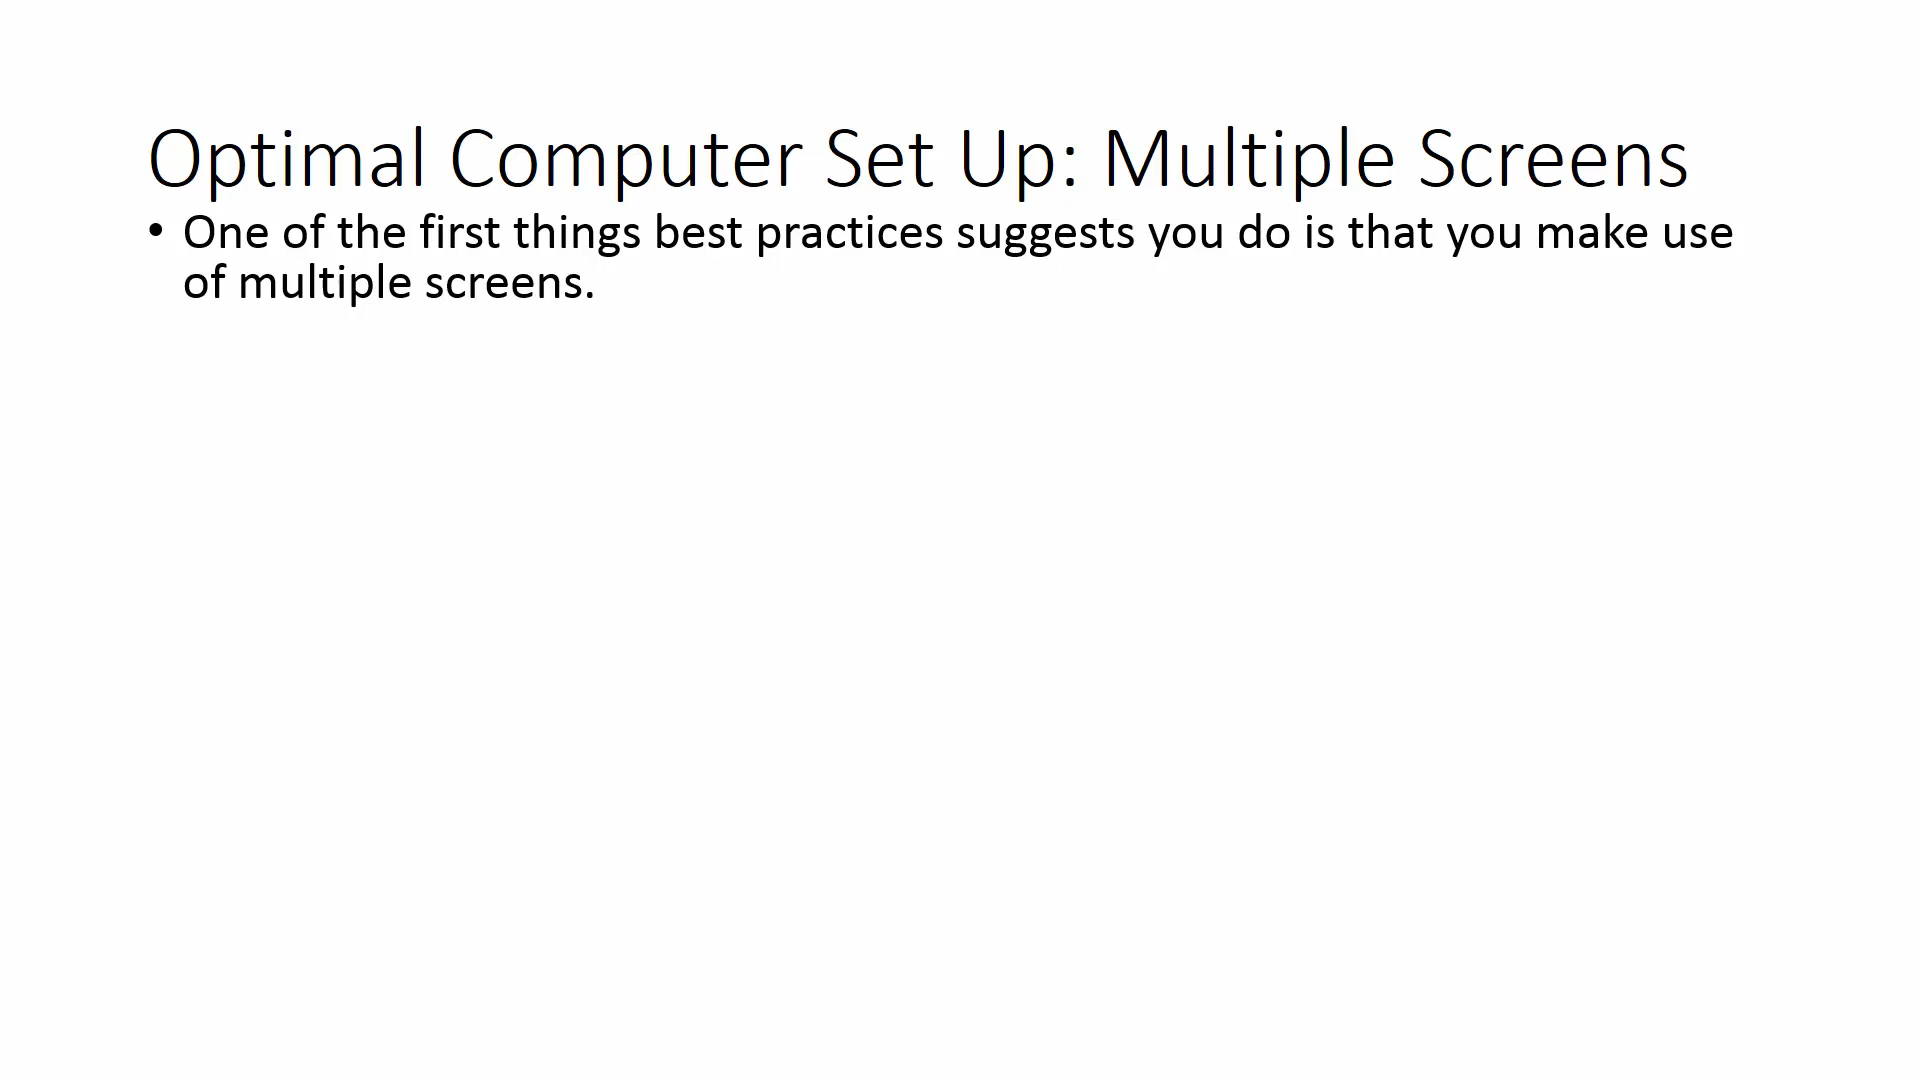 Optimal Computer Set Up: Multiple Screens
• One of the first things best practices suggests you do is that you make use
of multiple screens.